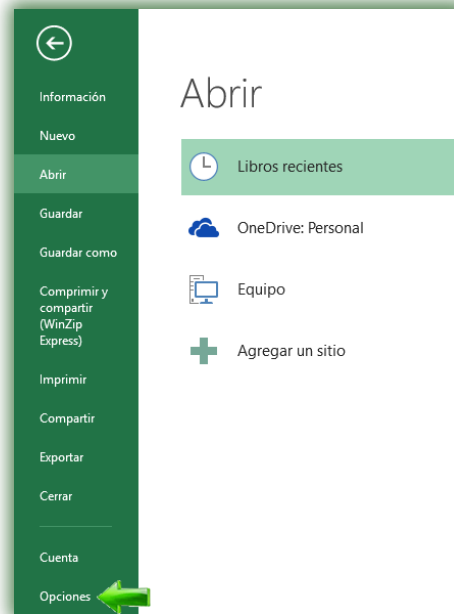 Información
Nuevo
Abrir
Guardar
Guardar como
Comprimir y
compartir
(WinZip
Express)
Imprimir
Compartir
Exportar
Cerrar
Cuenta
Opciones
Abrir
Libros recientes
OneDrive: Personal
Equipo
Agregar un sitio